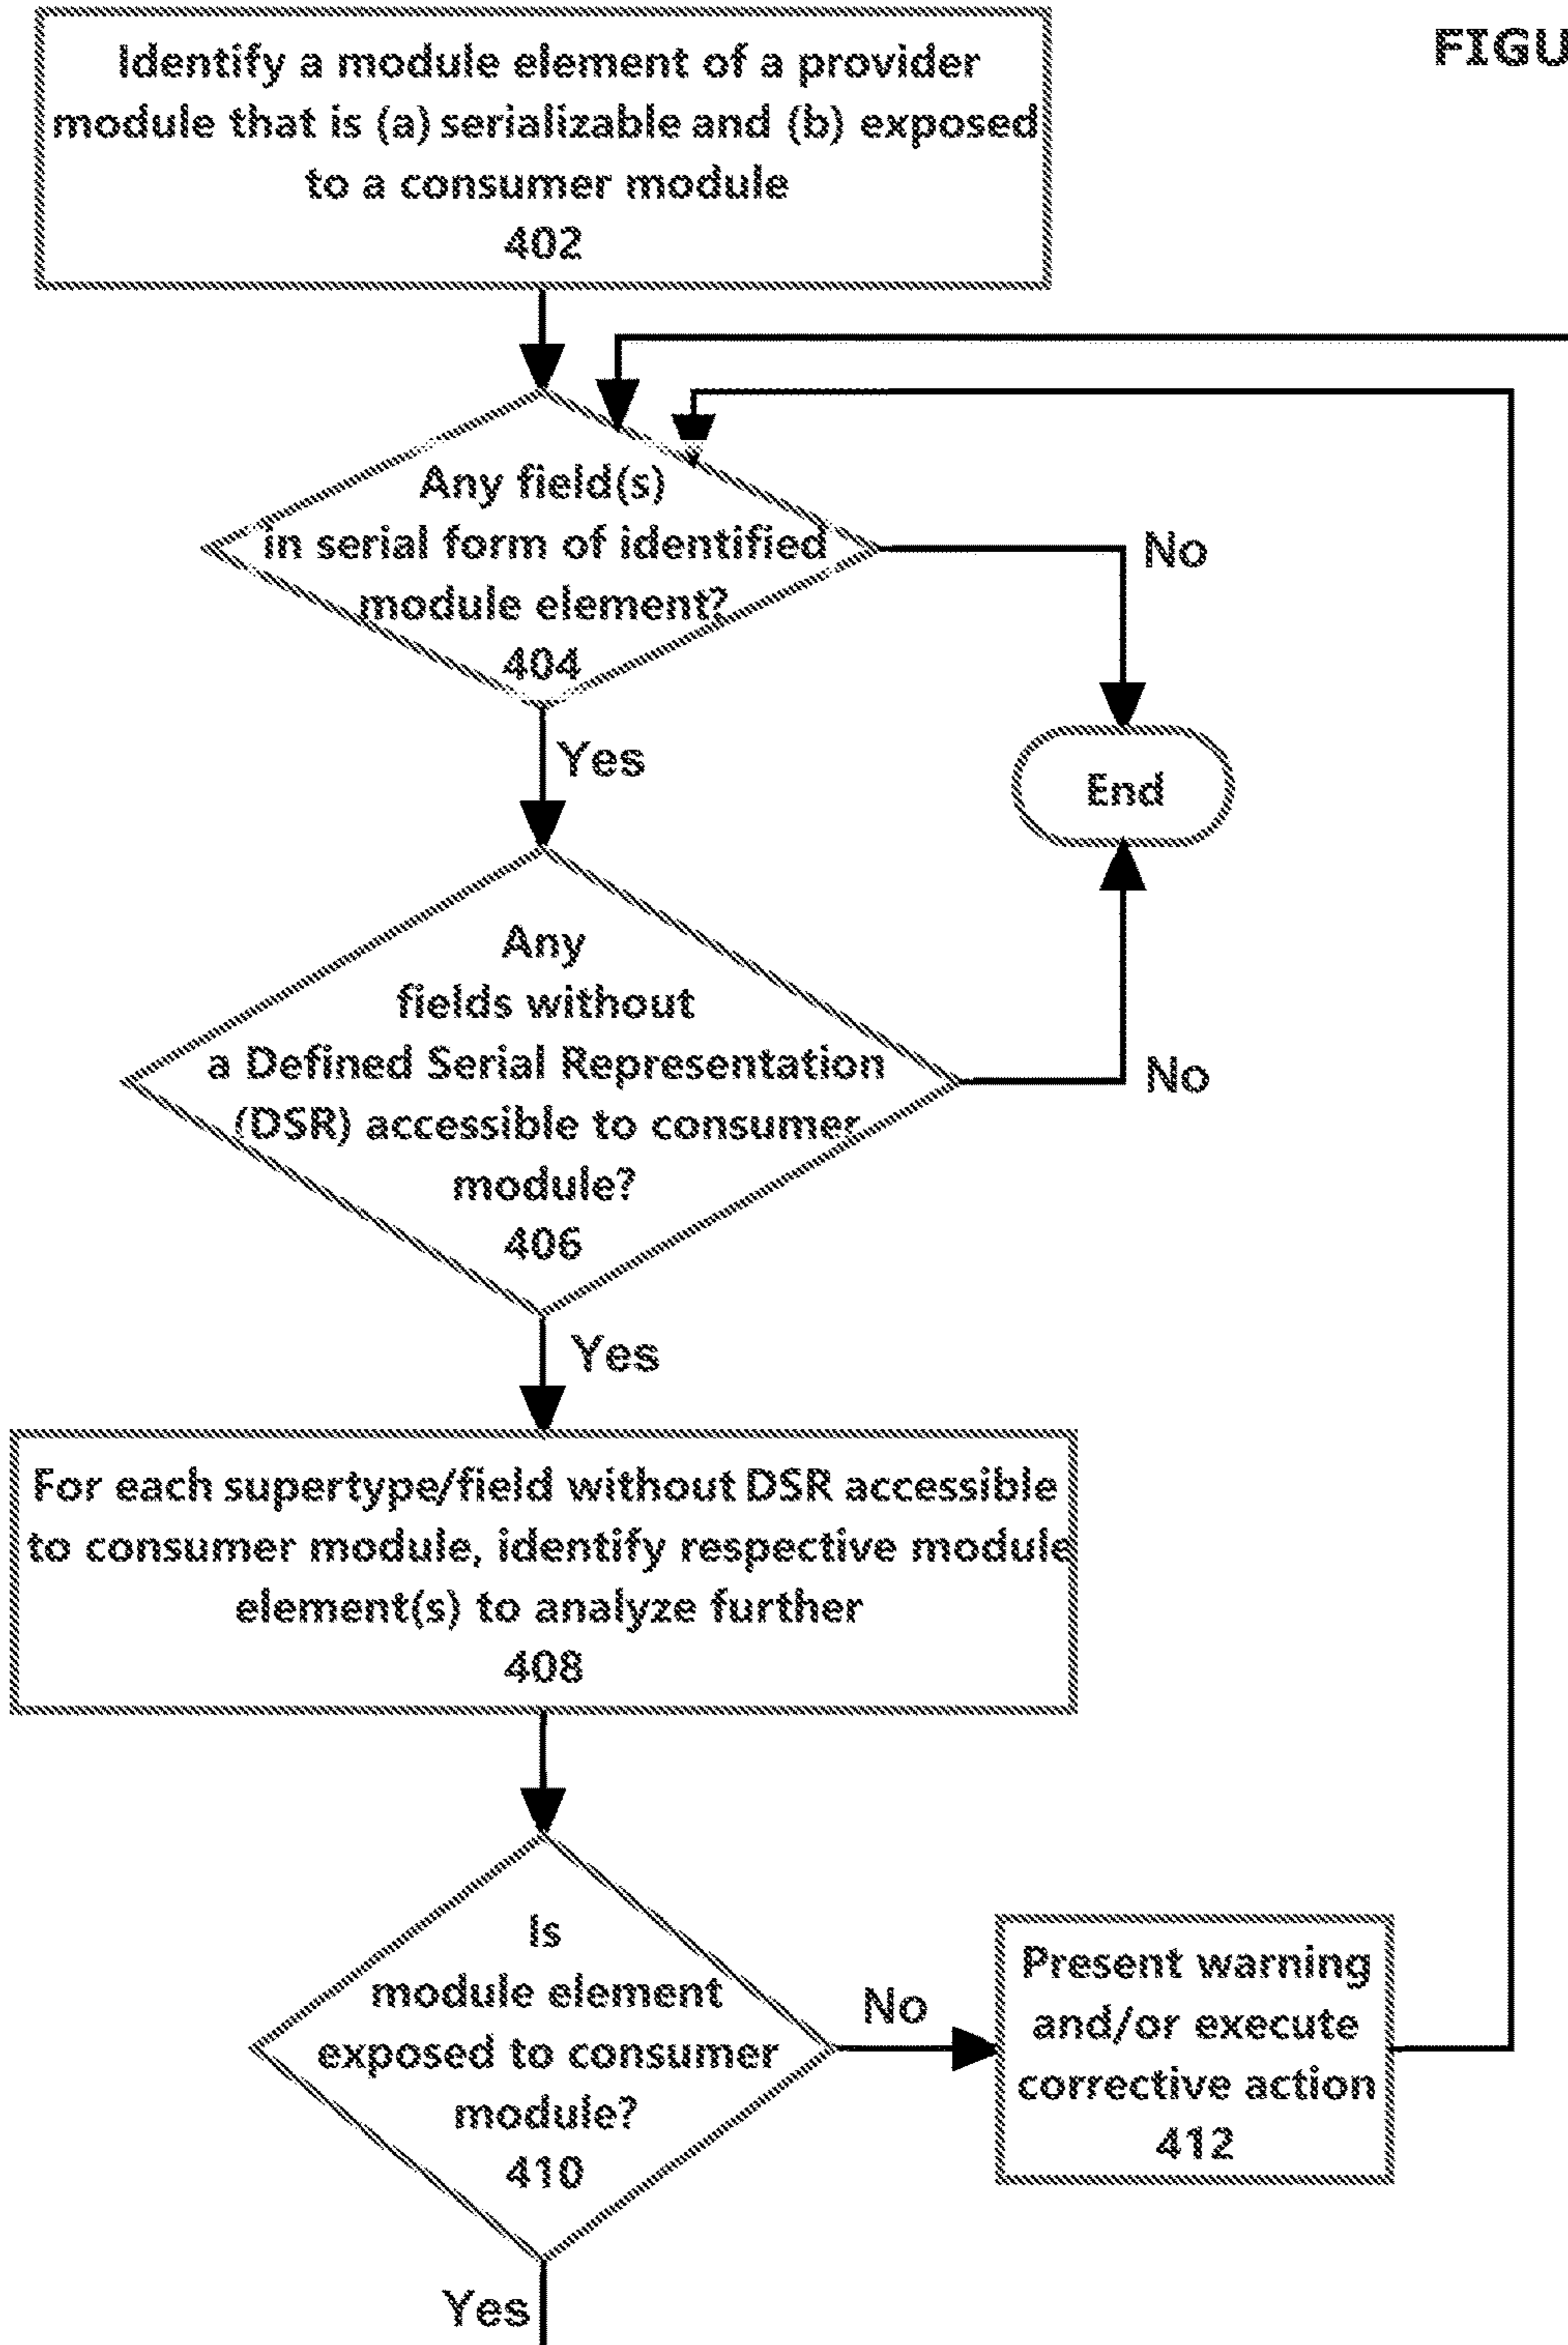 FIGU
Identify a module element of a provider
module that is (a) serializable and (b) exposed
to a consumer module
402
Any field(s)
in serial form of identified
module element?
404
No
Yes
End
Any
fields without
a Defined Serial Representation
(DSR) accessible to consumer
module?
406
No
Yes
For each supertype/field without DSR accessible
to consumer module, identify respective module
element(s) to analyze further
408
Is
module element
exposed to consumer
module?
410
No
Present warning
and/or execute
corrective action
412
Yes